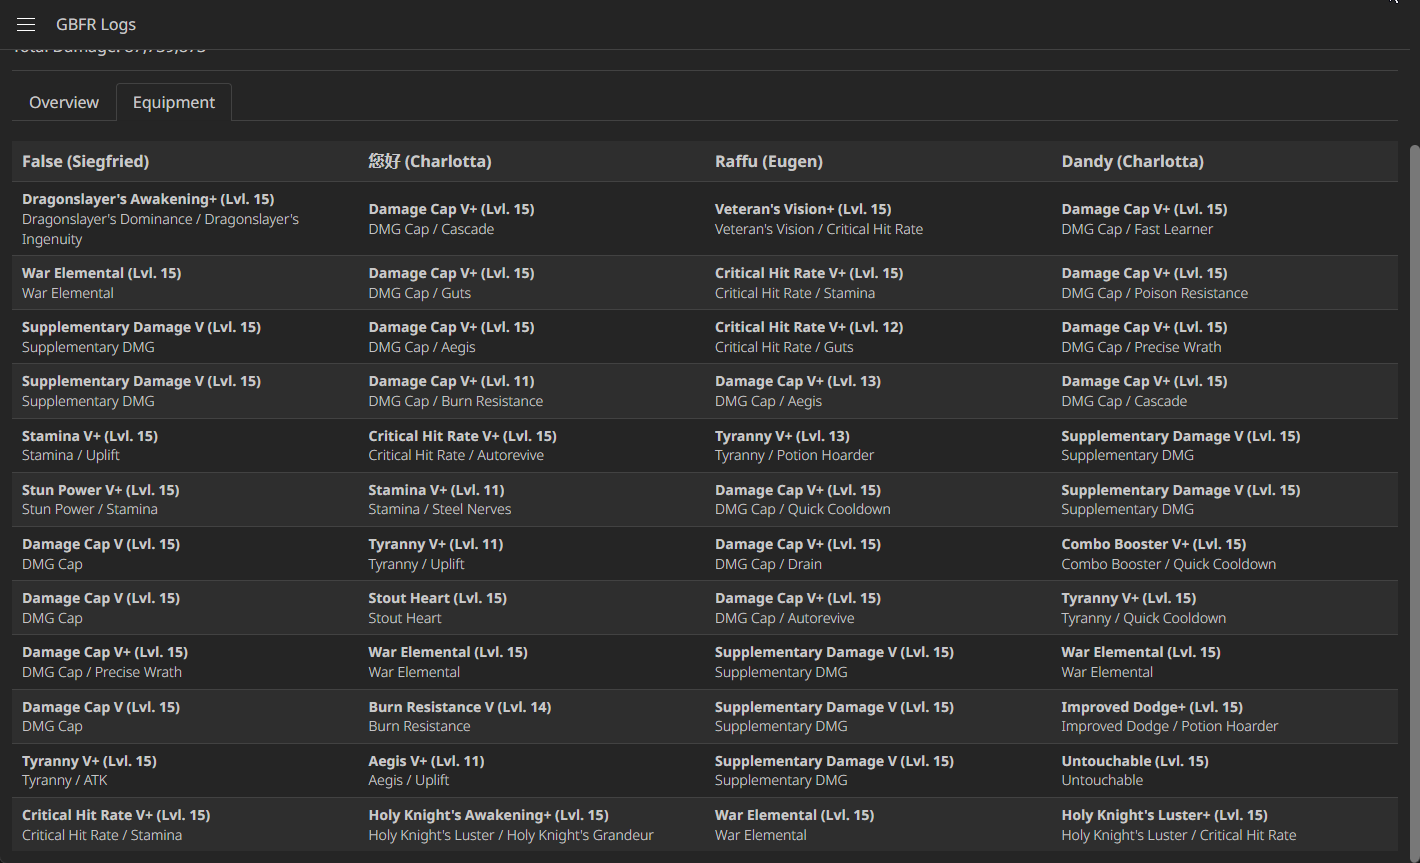 GBFR Logs
Total Damage: 87,739,373
Overview
Equipment
False (Siegfried)
您好 (Charlotta)
Raffu (Eugen)
Dandy (Charlotta)
Dragonslayer's Awakening+ (Lvl. 15)
Dragonslayer's Dominance / Dragonslayer's
Ingenuity
Damage Cap V+ (Lvl. 15)
DMG Cap / Cascade
Veteran's Vision+ (Lvl. 15)
Veteran's Vision / Critical Hit Rate
Damage Cap V+ (Lvl. 15)
DMG Cap / Fast Learner
War Elemental (Lvl. 15)
War Elemental
Damage Cap V+ (Lvl. 15)
DMG Cap / Guts
Critical Hit Rate V+ (Lvl. 15)
Critical Hit Rate / Stamina
Damage Cap V+ (Lvl. 15)
DMG Cap / Poison Resistance
Supplementary Damage V (Lvl. 15)
Supplementary DMG
Damage Cap V+ (Lvl. 15)
DMG Cap / Aegis
Critical Hit Rate V+ (Lvl. 12)
Critical Hit Rate / Guts
Damage Cap V+ (Lvl. 15)
DMG Cap / Precise Wrath
Supplementary Damage V (Lvl. 15)
Supplementary DMG
Damage Cap V+ (Lvl. 11)
DMG Cap / Burn Resistance
Damage Cap V+ (Lvl. 13)
DMG Cap / Aegis
Damage Cap V+ (Lvl. 15)
DMG Cap / Cascade
Stamina V+ (Lvl. 15)
Stamina / Uplift
Critical Hit Rate V+ (Lvl. 15)
Critical Hit Rate / Autorevive
Tyranny V+ (Lvl. 13)
Tyranny / Potion Hoarder
Supplementary Damage V (Lvl. 15)
Supplementary DMG
Stun Power V+ (Lvl. 15)
Stun Power / Stamina
Stamina V+ (Lvl. 11)
Stamina / Steel Nerves
Damage Cap V+ (Lvl. 15)
DMG Cap / Quick Cooldown
Supplementary Damage V (Lvl. 15)
Supplementary DMG
Damage Cap V (Lvl. 15)
DMG Cap
Tyranny V+ (Lvl. 11)
Tyranny / Uplift
Damage Cap V+ (Lvl. 15)
DMG Cap / Drain
Combo Booster V+ (Lvl. 15)
Combo Booster / Quick Cooldown
Damage Cap V (Lvl. 15)
DMG Cap
Stout Heart (Lvl. 15)
Stout Heart
Damage Cap V+ (Lvl. 15)
DMG Cap / Autorevive
Tyranny V+ (Lvl. 15)
Tyranny / Quick Cooldown
Damage Cap V+ (Lvl. 15)
DMG Cap / Precise Wrath
War Elemental (Lvl. 15)
War Elemental
Supplementary Damage V (Lvl. 15)
Supplementary DMG
War Elemental (Lvl. 15)
War Elemental
Damage Cap V (Lvl. 15)
DMG Cap
Burn Resistance V (Lvl. 14)
Burn Resistance
Supplementary Damage V (Lvl. 15)
Supplementary DMG
Improved Dodge+ (Lvl. 15)
Improved Dodge / Potion Hoarder
Tyranny V+ (Lvl. 15)
Tyranny / ATK
Aegis V+ (Lvl. 11)
Aegis / Uplift
Supplementary Damage V (Lvl. 15)
Supplementary DMG
Untouchable (Lvl. 15)
Untouchable
Critical Hit Rate V+ (Lvl. 15)
Critical Hit Rate / Stamina
Holy Knight's Awakening+ (Lvl. 15)
Holy Knight's Luster / Holy Knight's Grandeur
War Elemental (Lvl. 15)
War Elemental
Holy Knight's Luster+ (Lvl. 15)
Holy Knight's Luster / Critical Hit Rate